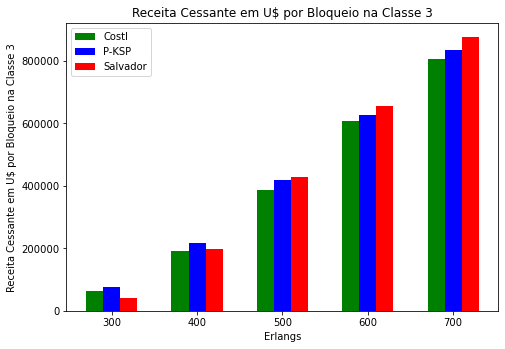 Receita Cessante em U$ por Bloqueio na Classe 3
Receita Cessante em U$ por Bloqueio na Classe 3
CostI
P-KSP
Salvador
800000
600000
400000
200000
0
300 400 500 600 700
Erlangs